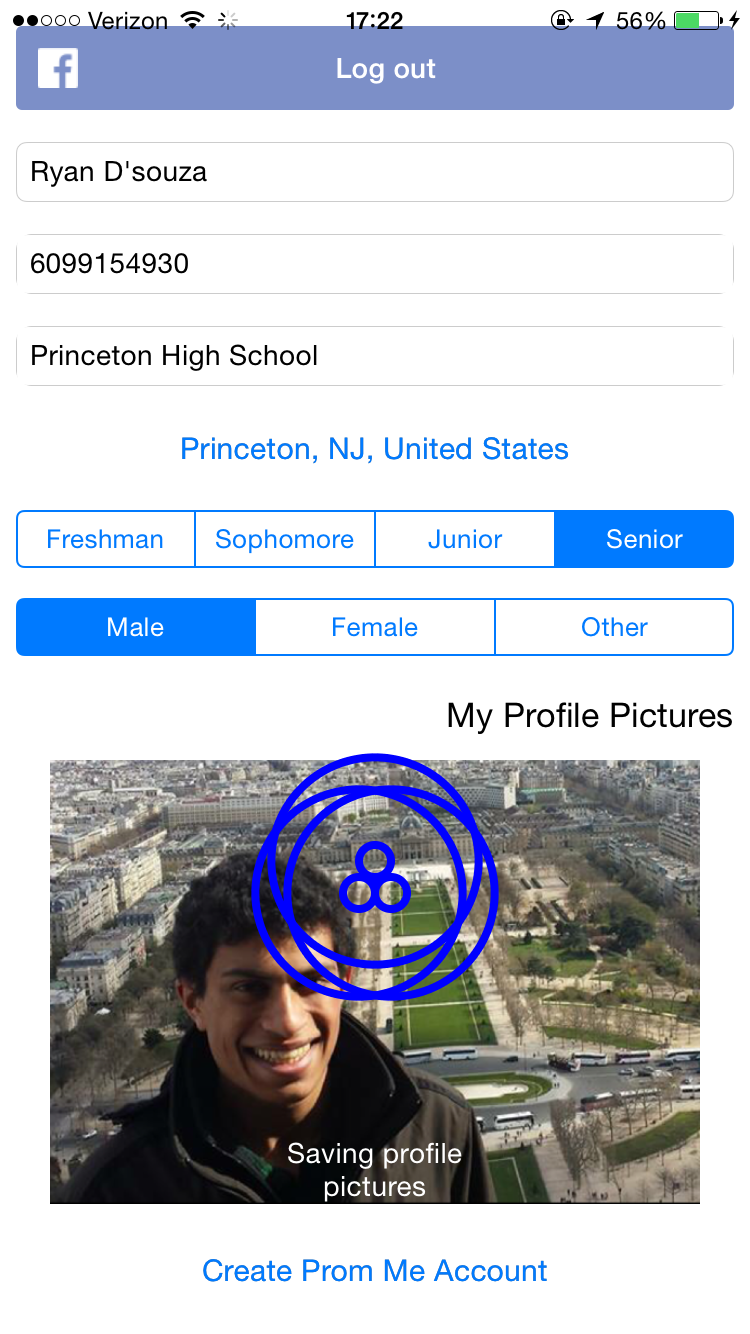 Verizon 17:22 56%
Log out
Ryan D'souza
6099154930
Princeton High School
Princeton, NJ, United States
Freshman Sophomore Junior Senior
Male Female Other
My Profile Pictures
Saving profile
pictures
Create Prom Me Account